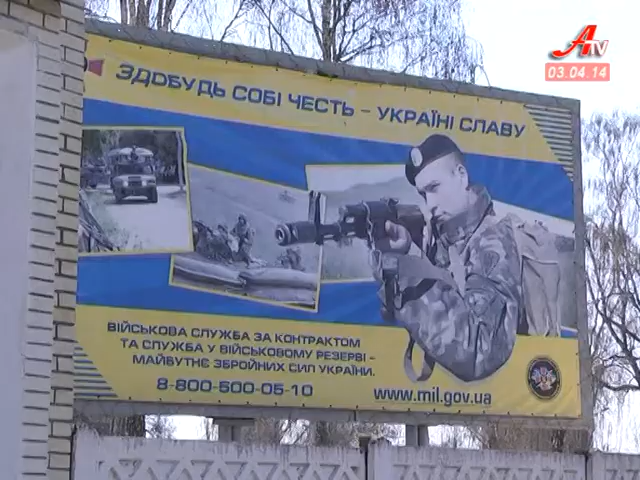 ATV
03.04.14
ЗДОБУДЬ СОБІ ЧЕСТЬ – УКРАЇНІ СЛАВУ
ВІЙСЬКОВА СЛУЖБА ЗА КОНТРАКТОМ
ТА СЛУЖБА У ВІЙСЬКОВОМУ РЕЗЕРВІ –
МАЙБУТНЄ ЗБРОЙНИХ СИЛ УКРАЇНИ.
8-800-500-05-10
www.mil.gov.ua